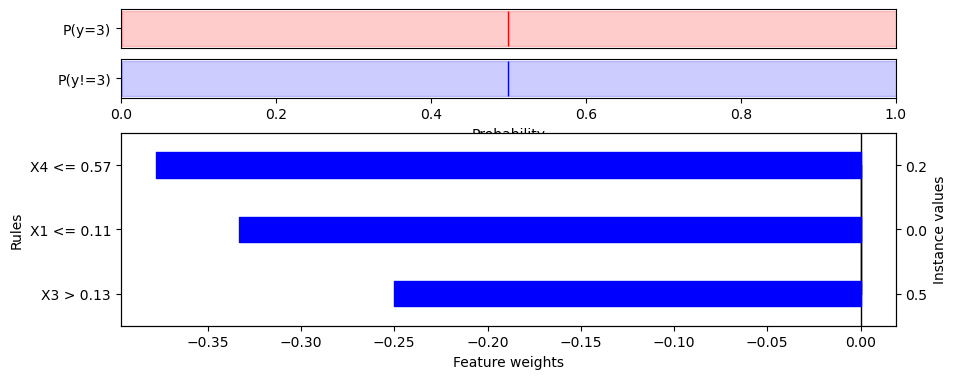 P(y=3)
P(y!=3)
0.0 0.2 0.4 0.6 0.8 1.0
Probability
X4 <= 0.57 0.2
X1 <= 0.11 0.0
X3 > 0.13 0.5
Rules
Instance values
−0.35 −0.30 −0.25 −0.20 −0.15 −0.10 −0.05 0.00
Feature weights